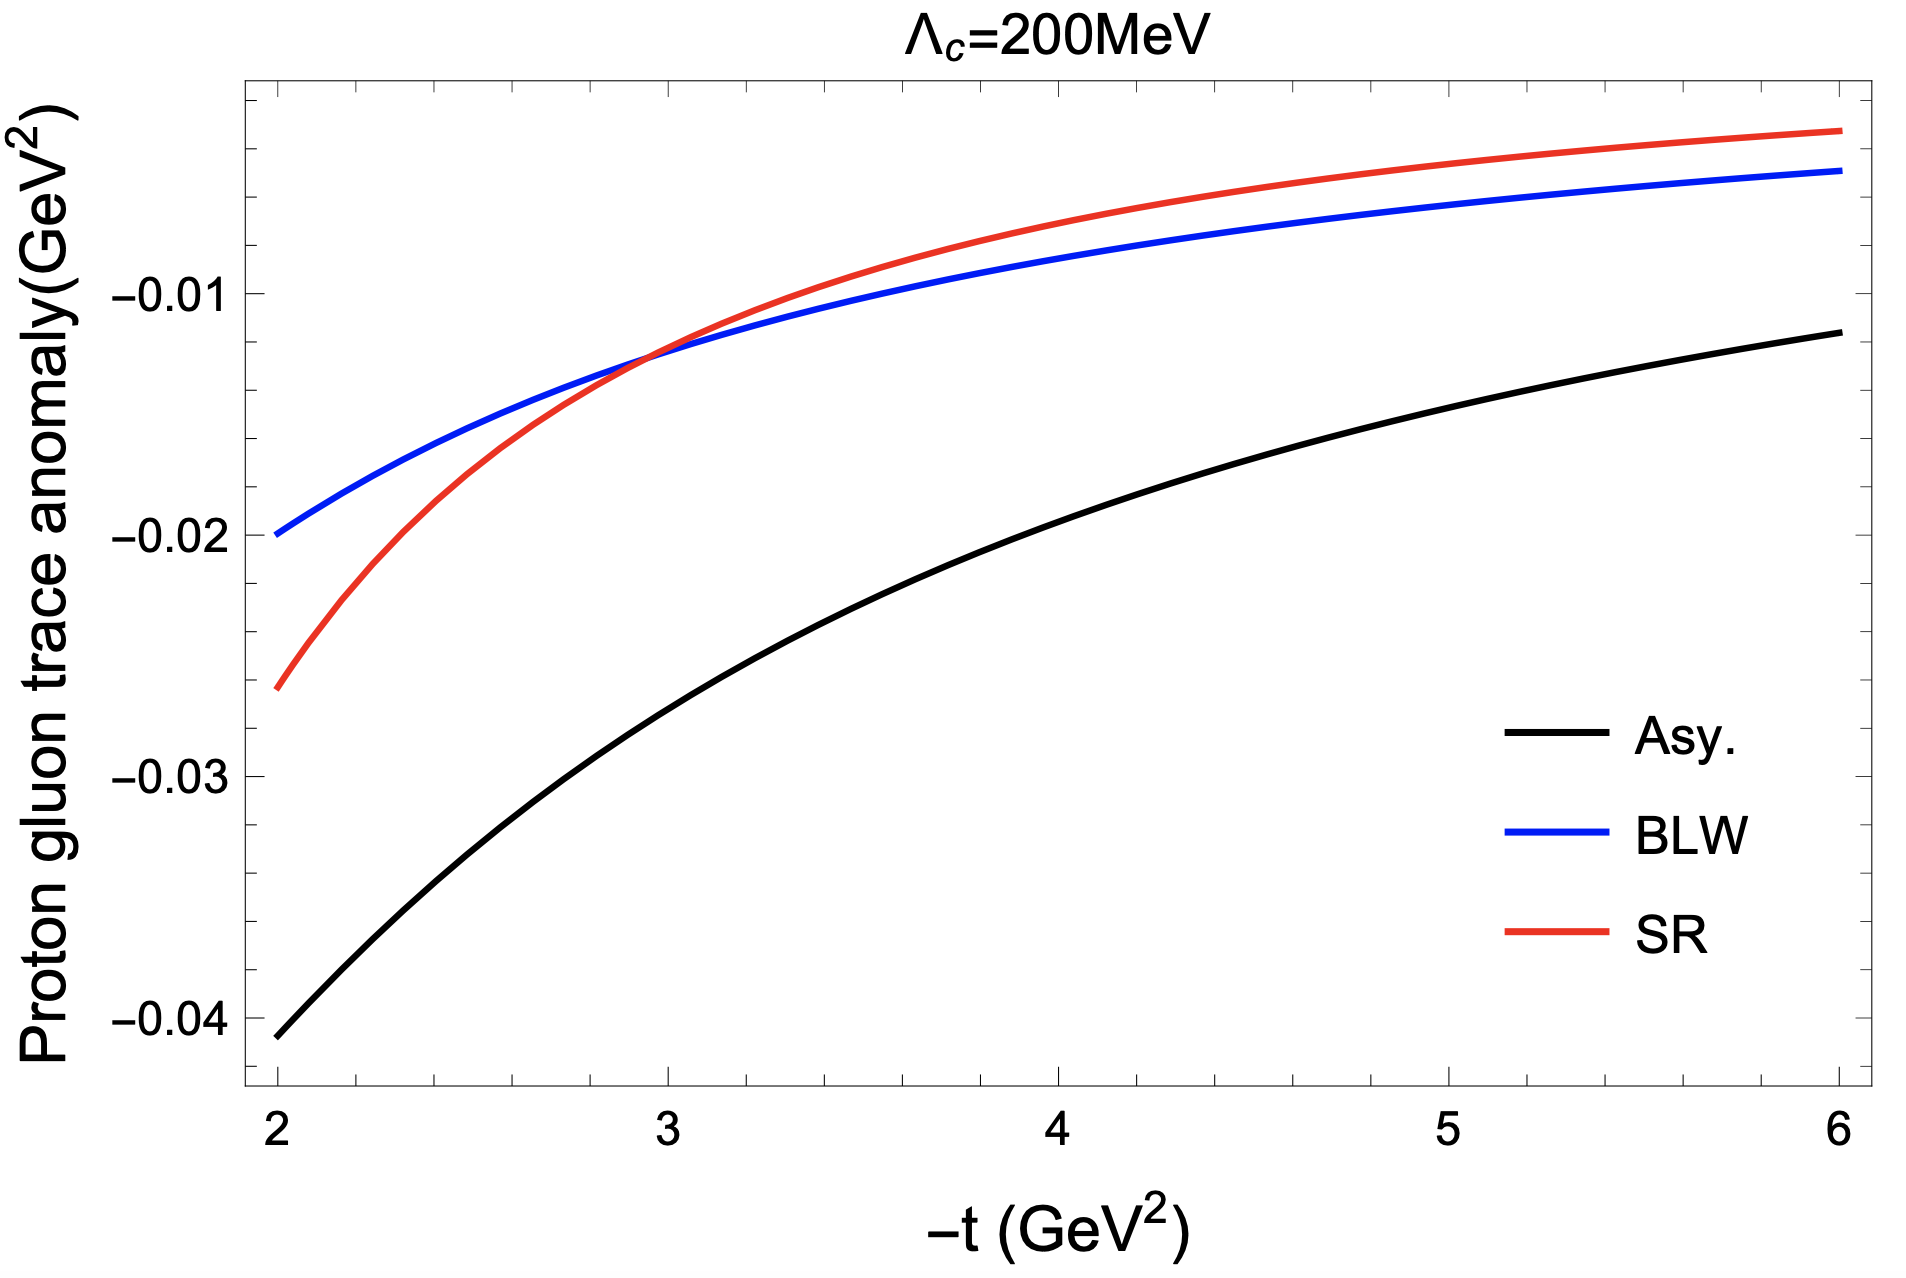 Λc=200MeV
Proton gluon trace anomaly(GeV²)
−0.01
−0.02
−0.03
−0.04
Asy.
BLW
SR
2 3 4 5 6
−t (GeV²)